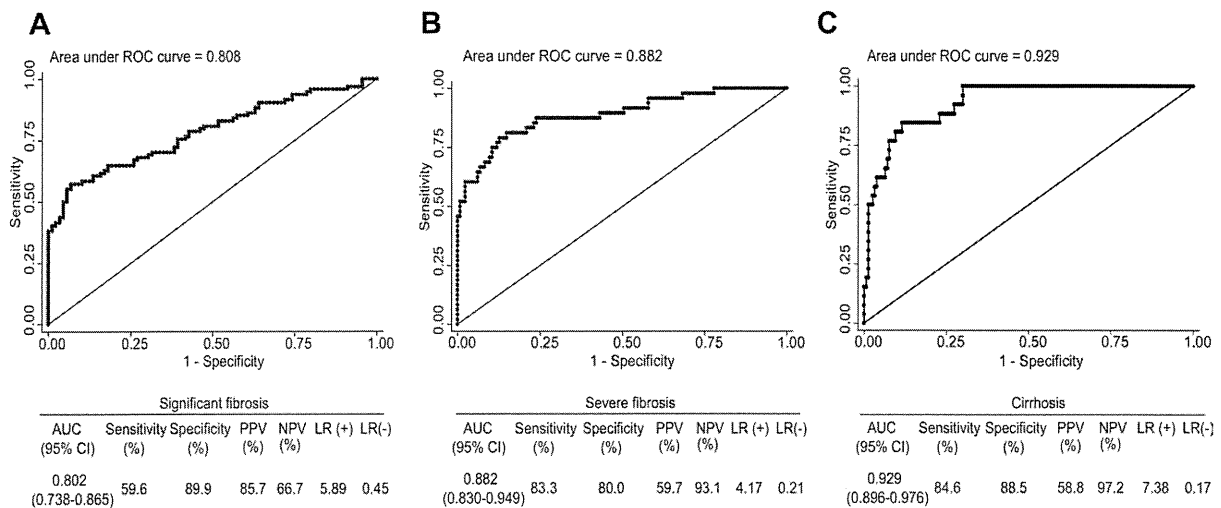 A
Area under ROC curve = 0.808
Sensitivity
1.00
0.75
0.50
0.25
0.00
0.00 0.25 0.50 0.75 1.00
1 - Specificity
Significant fibrosis
AUC (95% CI) Sensitivity (%) Specificity (%) PPV (%) NPV (%) LR (+) LR(-)
0.802 (0.738-0.865) 59.6 89.9 85.7 66.7 5.89 0.45
B
Area under ROC curve = 0.882
Sensitivity
1.00
0.75
0.50
0.25
0.00
0.00 0.25 0.50 0.75 1.00
1 - Specificity
Severe fibrosis
AUC (95% CI) Sensitivity (%) Specificity (%) PPV (%) NPV (%) LR (+) LR(-)
0.882 (0.830-0.949) 83.3 80.0 59.7 93.1 4.17 0.21
C
Area under ROC curve = 0.929
Sensitivity
1.00
0.75
0.50
0.25
0.00
0.00 0.25 0.50 0.75 1.00
1 - Specificity
Cirrhosis
AUC (95% CI) Sensitivity (%) Specificity (%) PPV (%) NPV (%) LR (+) LR(-)
0.929 (0.896-0.976) 84.6 88.5 58.8 97.2 7.38 0.17